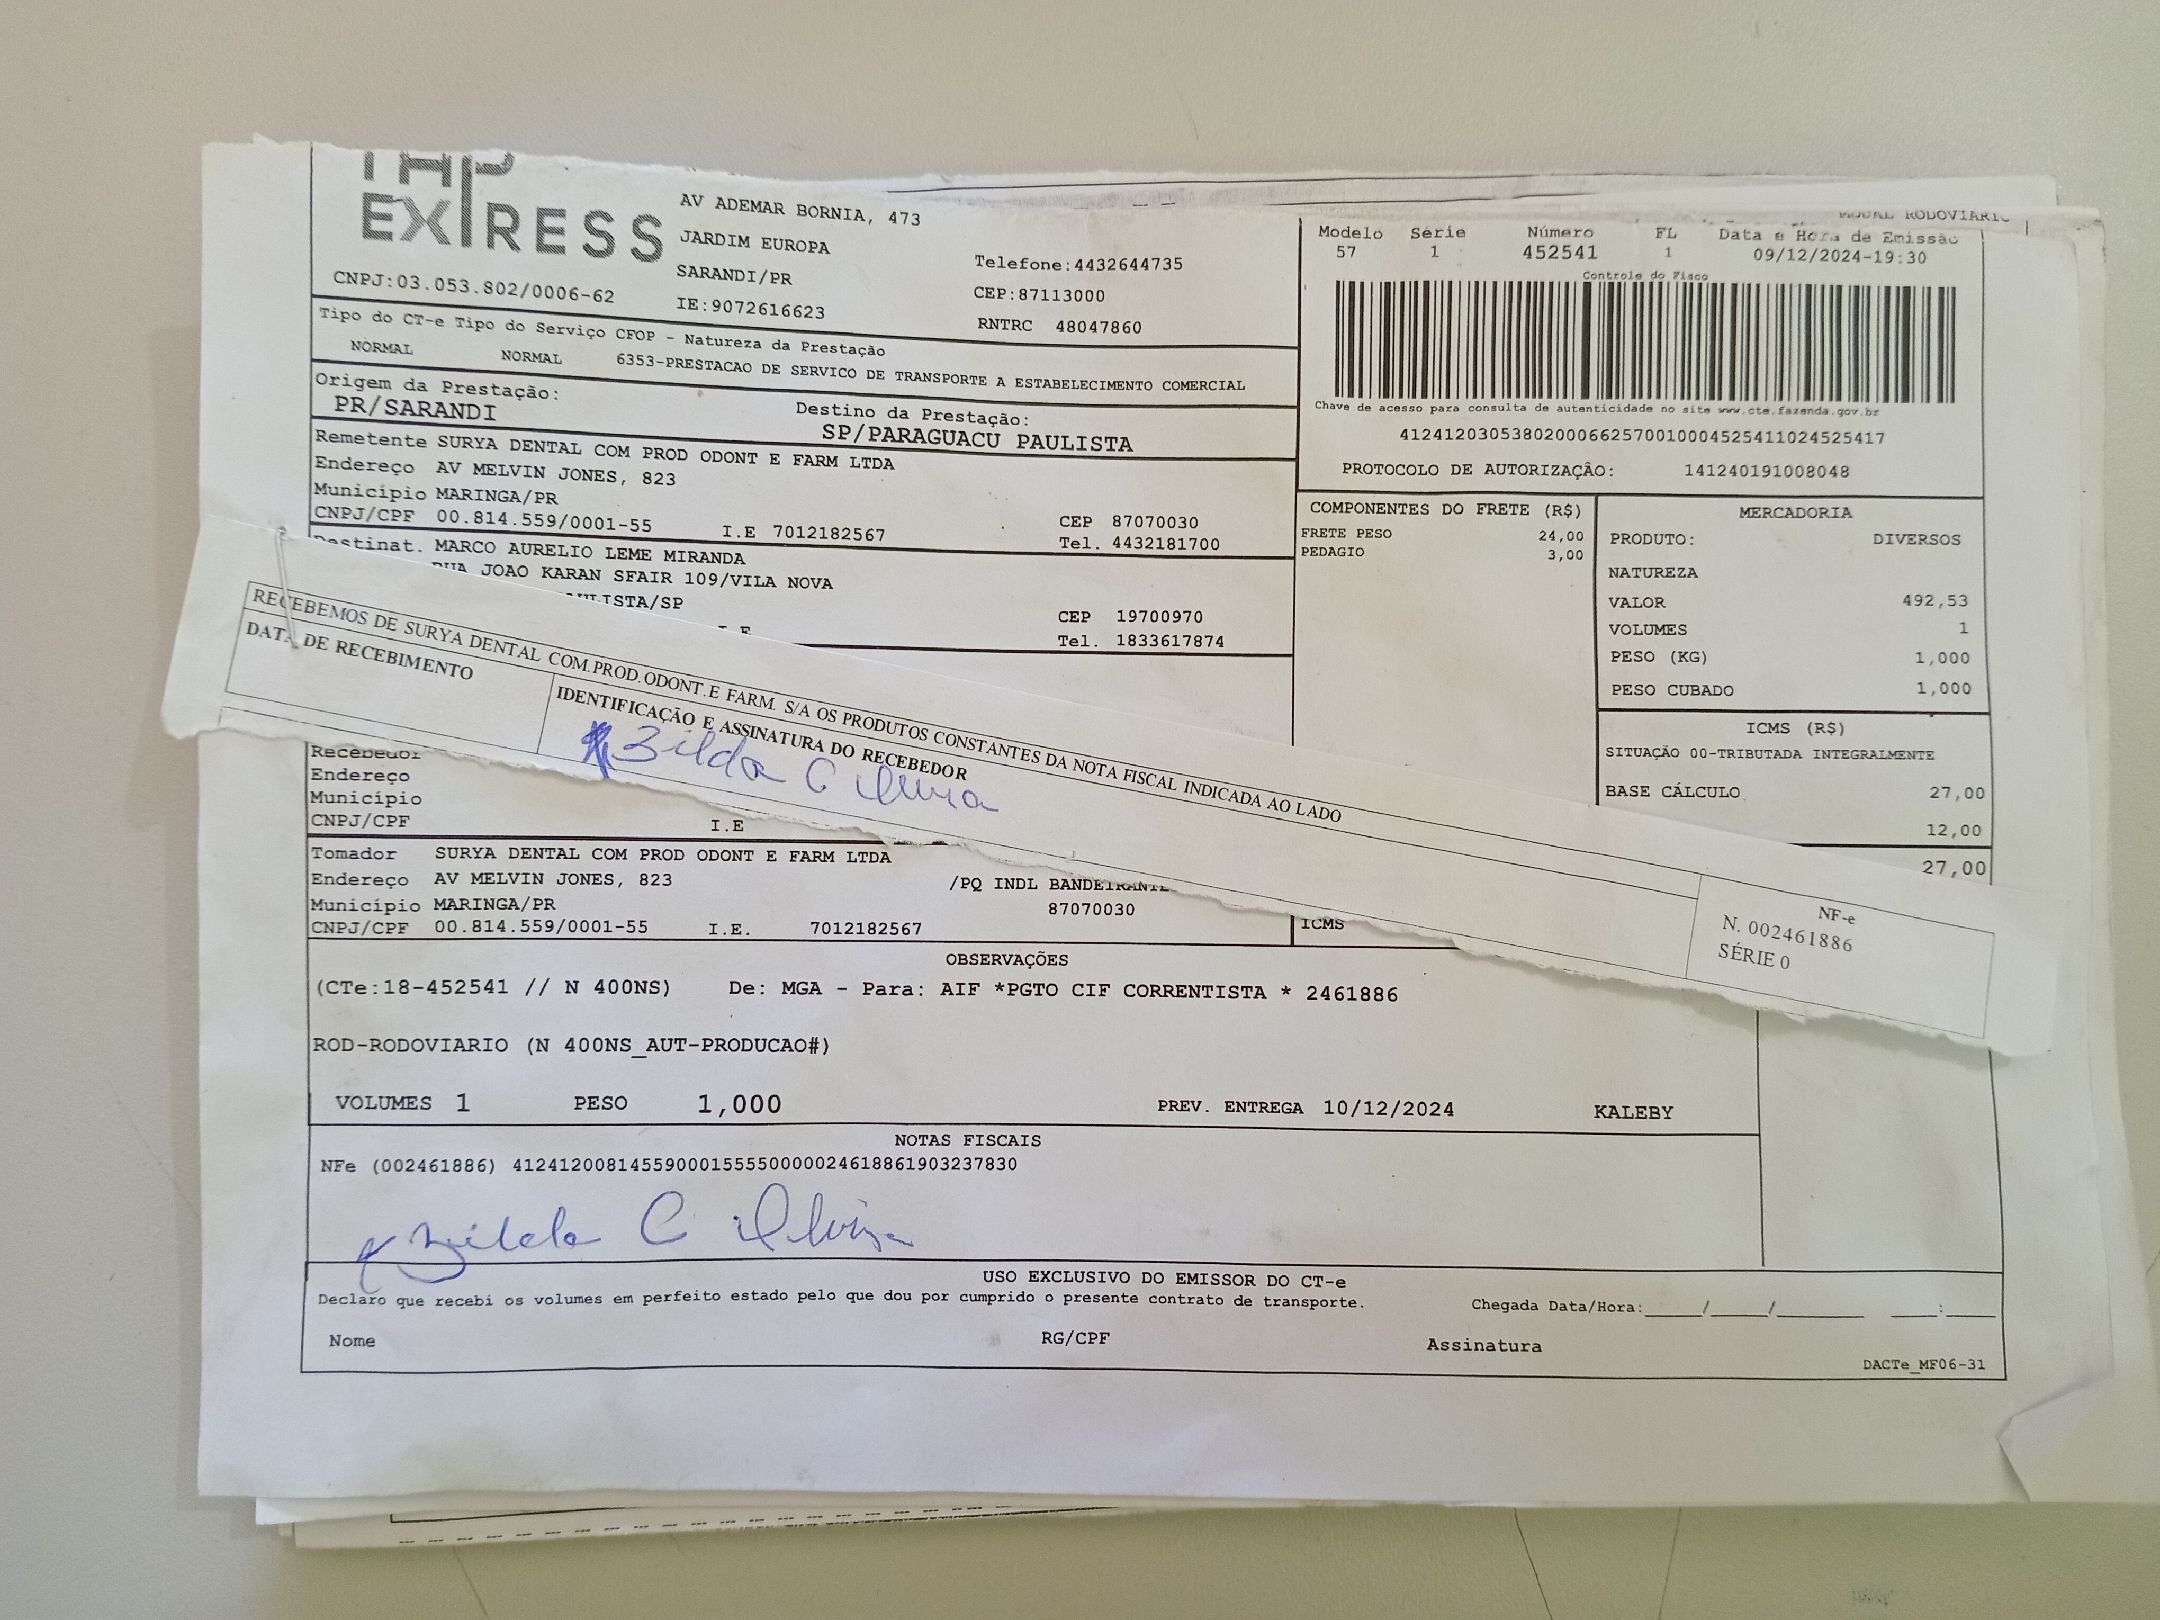 EXPRESS
AV ADEMAR BORNIA, 473
JARDIM EUROPA
SARANDI/PR
IE:9072616623
Telefone:4432644735
CEP:87113000
RNTRC 48047860
CNPJ:03.053.802/0006-62
MODAL RODOVIARIO
Modelo Série Número FL Data e Hora de Emissão
57 1 452541 1 09/12/2024-19:30
Controle do Fisco
Chave de acesso para consulta de autenticidade no site www.cte.fazenda.gov.br
41241203053802000662570010004525411024525417
PROTOCOLO DE AUTORIZAÇÂO: 141240191008048
Tipo do CT-e Tipo do Serviço CFOP - Natureza da Prestação
NORMAL NORMAL 6353-PRESTACAO DE SERVICO DE TRANSPORTE A ESTABELECIMENTO COMERCIAL
Origem da Prestação:
PR/SARANDI
Destino da Prestação:
SP/PARAGUACU PAULISTA
Remetente SURYA DENTAL COM PROD ODONT E FARM LTDA
Endereço AV MELVIN JONES, 823
Município MARINGA/PR
CNPJ/CPF 00.814.559/0001-55 I.E 7012182567
CEP 87070030
Tel. 4432181700
Destinat. MARCO AURELIO LEME MIRANDA
RUA JOAO KARAN SFAIR 109/VILA NOVA
ULISTA/SP
I.E
CEP 19700970
Tel. 1833617874
COMPONENTES DO FRETE (R$)
FRETE PESO 24,00
PEDAGIO 3,00
MERCADORIA
PRODUTO: DIVERSOS
NATUREZA
VALOR 492,53
VOLUMES 1
PESO (KG) 1,000
PESO CUBADO 1,000
ICMS (R$)
SITUAÇÃO 00-TRIBUTADA INTEGRALMENTE
BASE CÁLCULO 27,00
12,00
27,00
ICMS
RECEBEMOS DE SURYA DENTAL COM.PROD.ODONT.E FARM. S/A OS PRODUTOS CONSTANTES DA NOTA FISCAL INDICADA AO LADO
DATA DE RECEBIMENTO
IDENTIFICAÇÃO E ASSINATURA DO RECEBEDOR
Zilda C
NF-e
N. 002461886
SÉRIE 0
Recebedor
Endereço
Município
CNPJ/CPF I.E
Tomador SURYA DENTAL COM PROD ODONT E FARM LTDA
Endereço AV MELVIN JONES, 823 /PQ INDL BANDEIRANTE
Município MARINGA/PR 87070030
CNPJ/CPF 00.814.559/0001-55 I.E. 7012182567
OBSERVAÇÕES
(CTe:18-452541 // N 400NS) De: MGA - Para: AIF *PGTO CIF CORRENTISTA * 2461886
ROD-RODOVIARIO (N 400NS_AUT-PRODUCAO#)
VOLUMES 1 PESO 1,000 PREV. ENTREGA 10/12/2024 KALEBY
NOTAS FISCAIS
NFe (002461886) 41241200814559000155550000024618861903237830
Zilda C
USO EXCLUSIVO DO EMISSOR DO CT-e
Declaro que recebi os volumes em perfeito estado pelo que dou por cumprido o presente contrato de transporte.
Chegada Data/Hora:____/____/________ ____:____
Nome RG/CPF Assinatura
DACTe_MF06-31